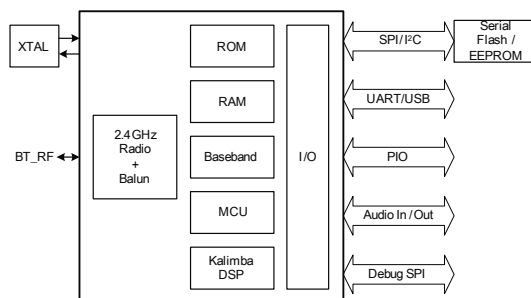 XTAL
BT_RF
2.4GHz
Radio
+
Balun
ROM
RAM
Baseband
MCU
Kalimba
DSP
I/O
SPI/I²C
UART/USB
PIO
Audio In/Out
Debug SPI
Serial
Flash /
EEPROM